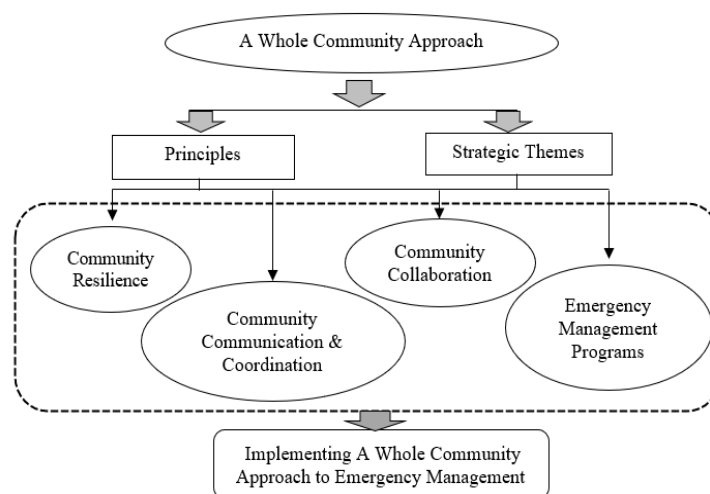 A Whole Community Approach
Principles
Strategic Themes
Community
Resilience
Community
Communication &
Coordination
Community
Collaboration
Emergency
Management
Programs
Implementing A Whole Community
Approach to Emergency Management